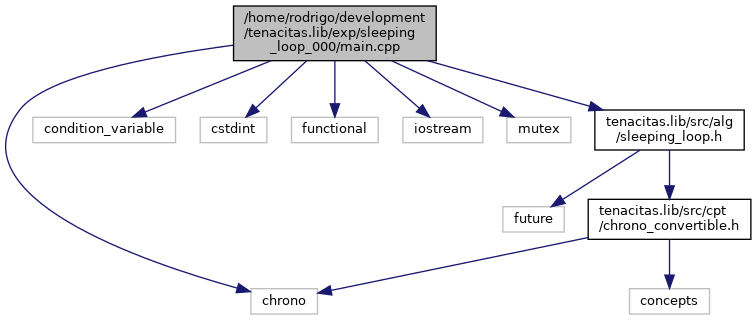 /home/rodrigo/development
/tenacitas.lib/exp/sleeping
_loop_000/main.cpp
condition_variable
cstdint
functional
iostream
mutex
tenacitas.lib/src/alg
/sleeping_loop.h
future
tenacitas.lib/src/cpt
/chrono_convertible.h
chrono
concepts